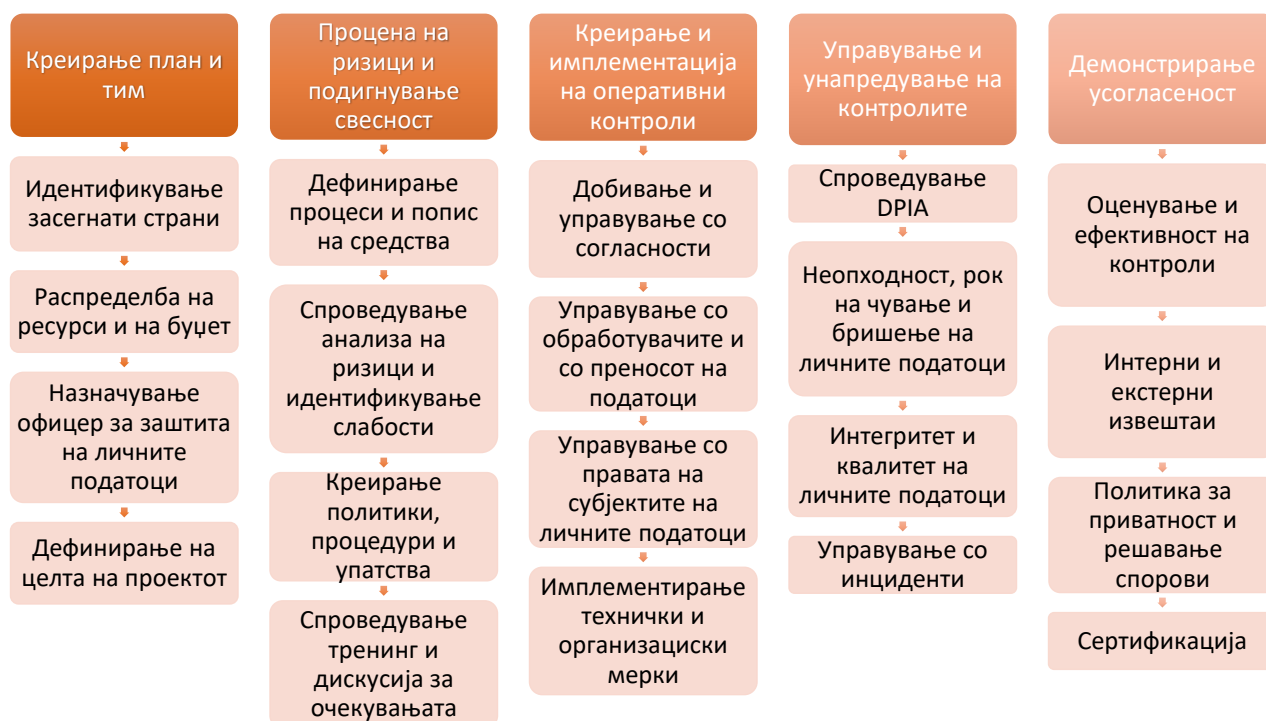 Креирање план и
тим
Идентификување
засегнати страни
Распределба на
ресурси и на буџет
Назначување
офицер за заштита
на личните
податоци
Дефинирање на
целта на проектот
Процена на
ризици и
подигнување
свесност
Дефинирање
процеси и попис
на средства
Спроведување
анализа на
ризици и
идентификување
слабости
Креирање
политики,
процедури и
упатства
Спроведување
тренинг и
дискусија за
очекувањата
Креирање и
имплементација
на оперативни
контроли
Добивање и
управување со
согласности
Управување со
обработувачите и
со преносот на
податоци
Управување со
правата на
субјектите на
личните податоци
Имплементирање
технички и
организациски
мерки
Управување и
унапредување на
контролите
Спроведување
DPIA
Неопходност, рок
на чување и
бришење на
личните податоци
Интегритет и
квалитет на
личните податоци
Управување со
инциденти
Демонстрирање
усогласеност
Оценување и
ефективност на
контроли
Интерни и
екстерни
извештаи
Политика за
приватност и
решавање
спорови
Сертификација